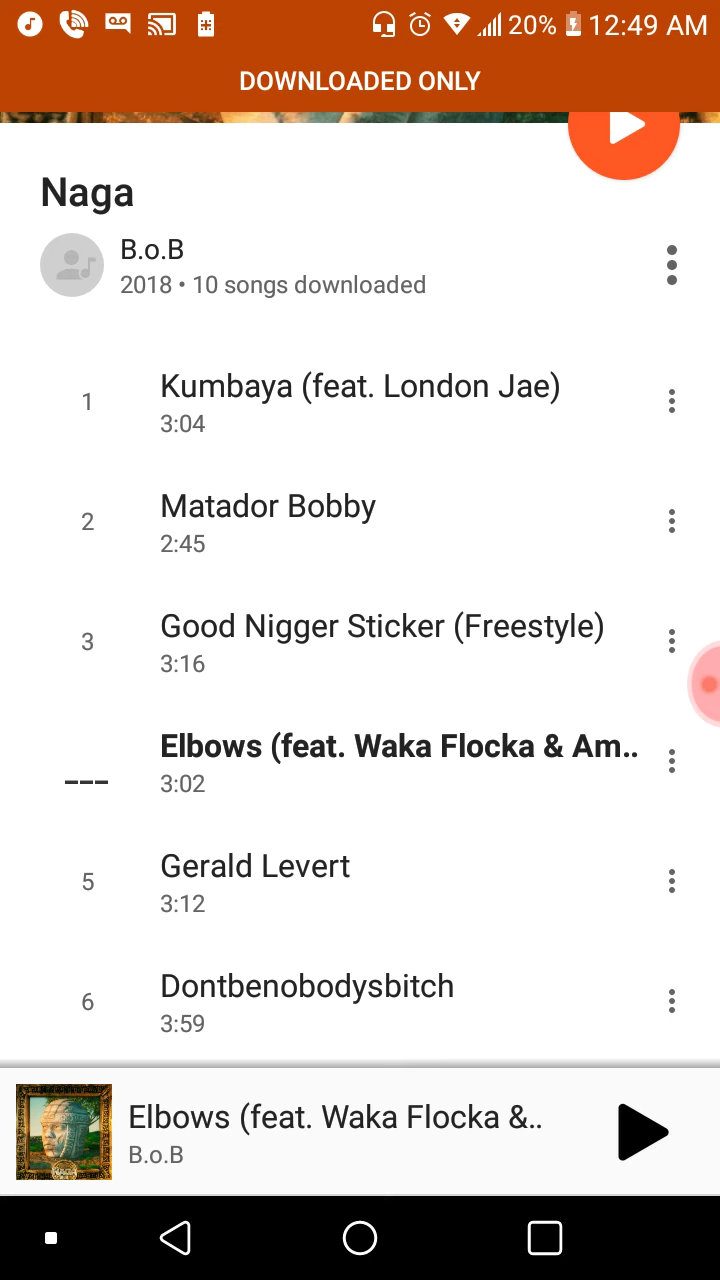 20% 12:49 AM
DOWNLOADED ONLY
Naga
B.o.B
2018 • 10 songs downloaded
1
Kumbaya (feat. London Jae)
3:04
2
Matador Bobby
2:45
3
Good Nigger Sticker (Freestyle)
3:16
Elbows (feat. Waka Flocka & Am..
3:02
5
Gerald Levert
3:12
6
Dontbenobodysbitch
3:59
Elbows (feat. Waka Flocka &..
B.o.B